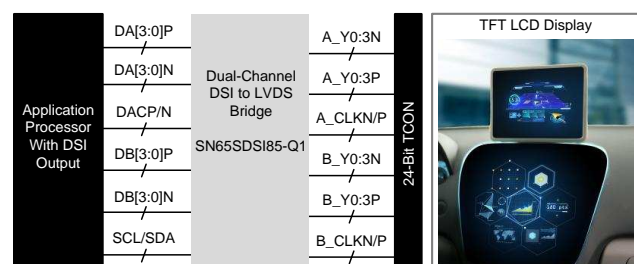 Application
Processor
With DSI
Output
DA[3:0]P
DA[3:0]N
DACP/N
DB[3:0]P
DB[3:0]N
SCL/SDA
Dual-Channel
DSI to LVDS
Bridge
SN65SDSI85-Q1
A_Y0:3N
A_Y0:3P
A_CLKN/P
B_Y0:3N
B_Y0:3P
B_CLKN/P
24-Bit TCON
TFT LCD Display